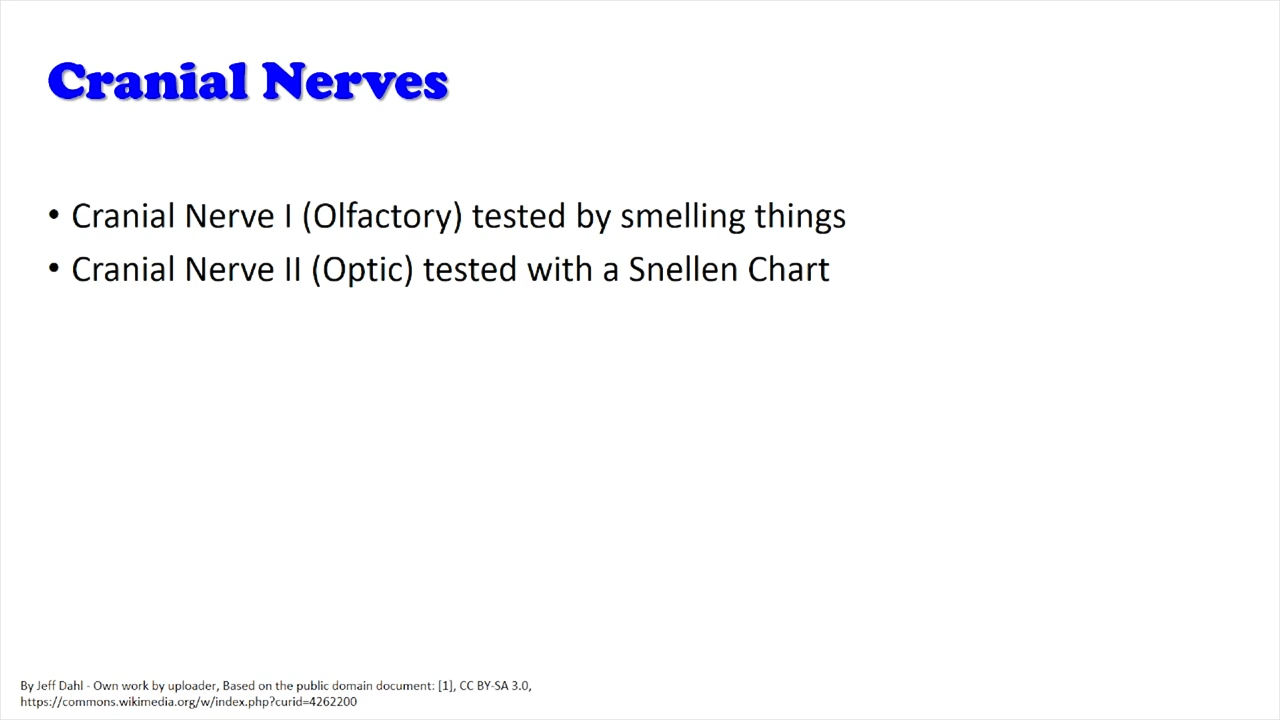 Cranial Nerves
• Cranial Nerve I (Olfactory) tested by smelling things
• Cranial Nerve II (Optic) tested with a Snellen Chart
By Jeff Dahl - Own work by uploader, Based on the public domain document: [1], CC BY-SA 3.0,
https://commons.wikimedia.org/w/index.php?curid=4262200